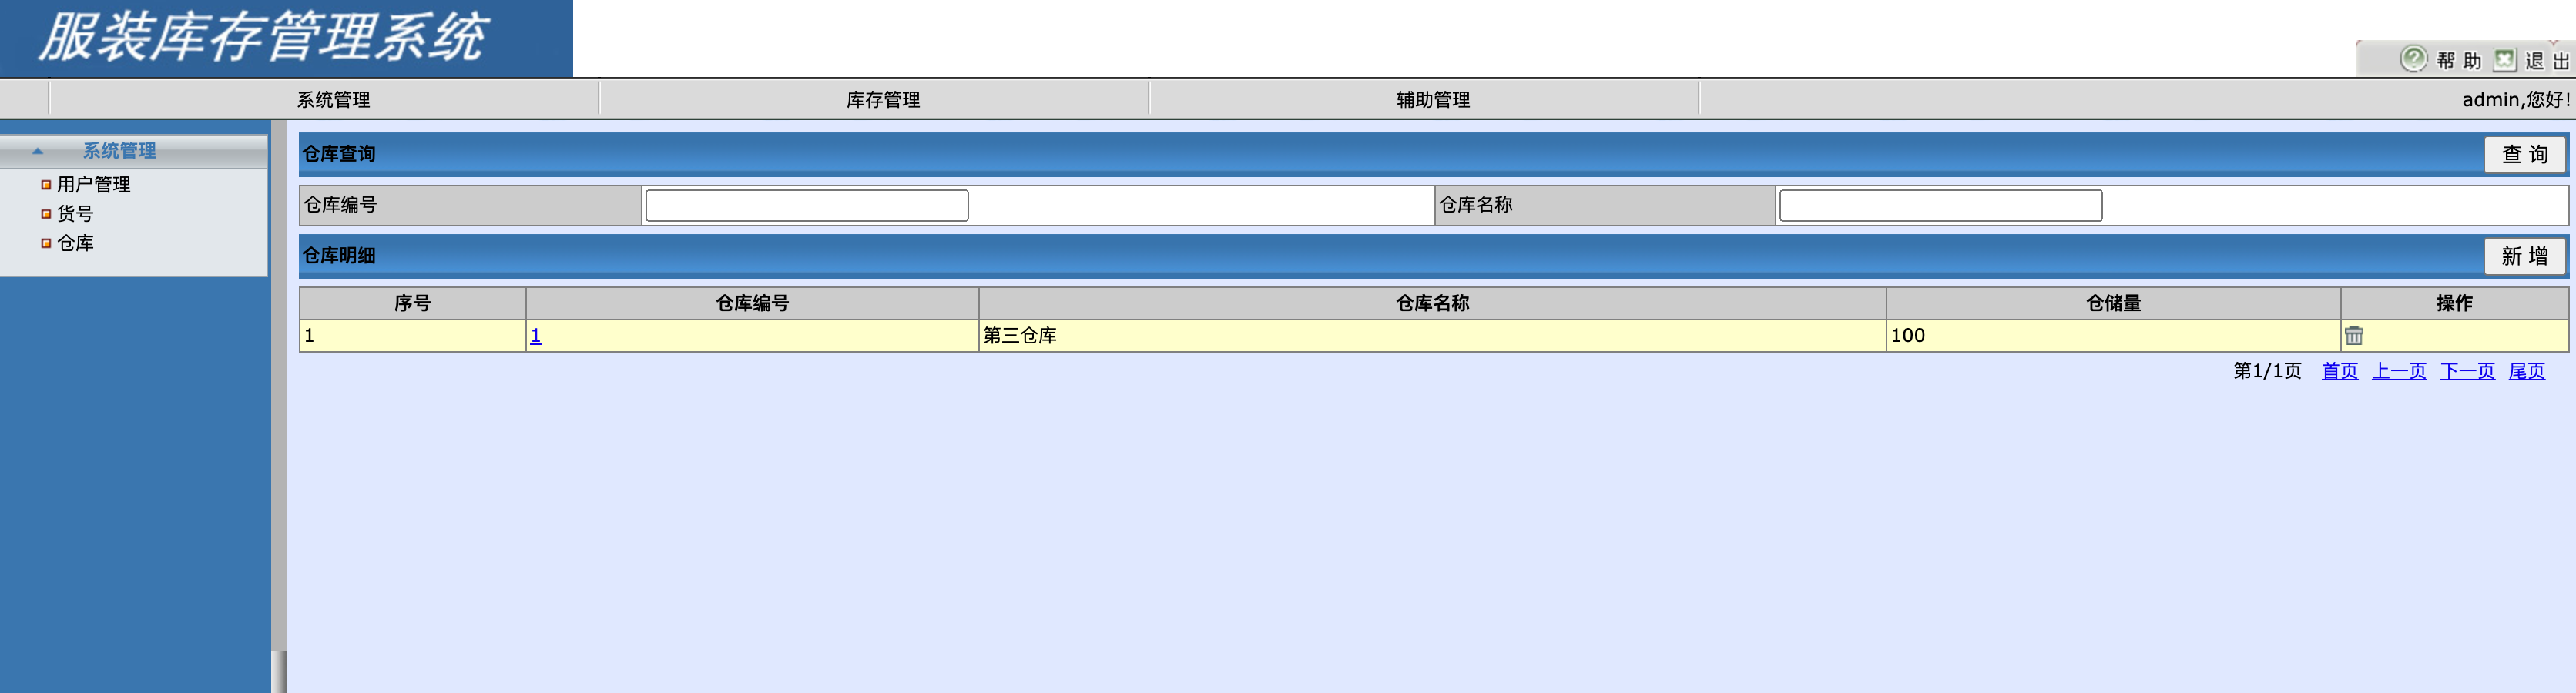 服装库存管理系统
帮 助 退 出
系统管理 库存管理 辅助管理 admin,您好!
系统管理
用户管理
货号
仓库
仓库查询 查 询
仓库编号 仓库名称
仓库明细 新 增
序号 仓库编号 仓库名称 仓储量 操作
1 1 第三仓库 100
第1/1页 首页 上一页 下一页 尾页